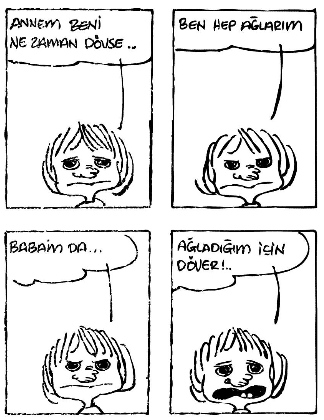 ANNEM BENİ
NE ZAMAN DÖVSE..
BEN HEP AĞLARIM
BABAM DA...
AĞLADIĞIM İÇİN
DÖVER!..